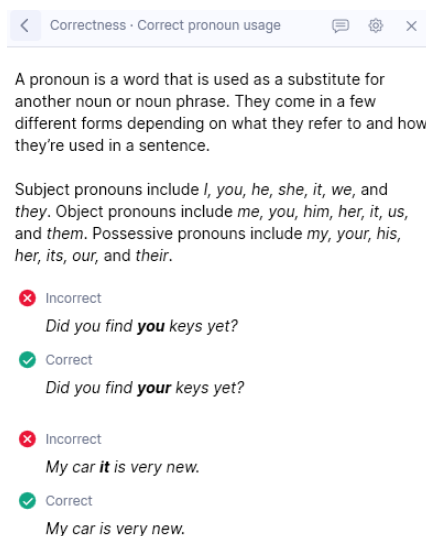 Correctness · Correct pronoun usage
A pronoun is a word that is used as a substitute for
another noun or noun phrase. They come in a few
different forms depending on what they refer to and how
they're used in a sentence.
Subject pronouns include I, you, he, she, it, we, and
they. Object pronouns include me, you, him, her, it, us,
and them. Possessive pronouns include my, your, his,
her, its, our, and their.
Incorrect
Did you find you keys yet?
Correct
Did you find your keys yet?
Incorrect
My car it is very new.
Correct
My car is very new.